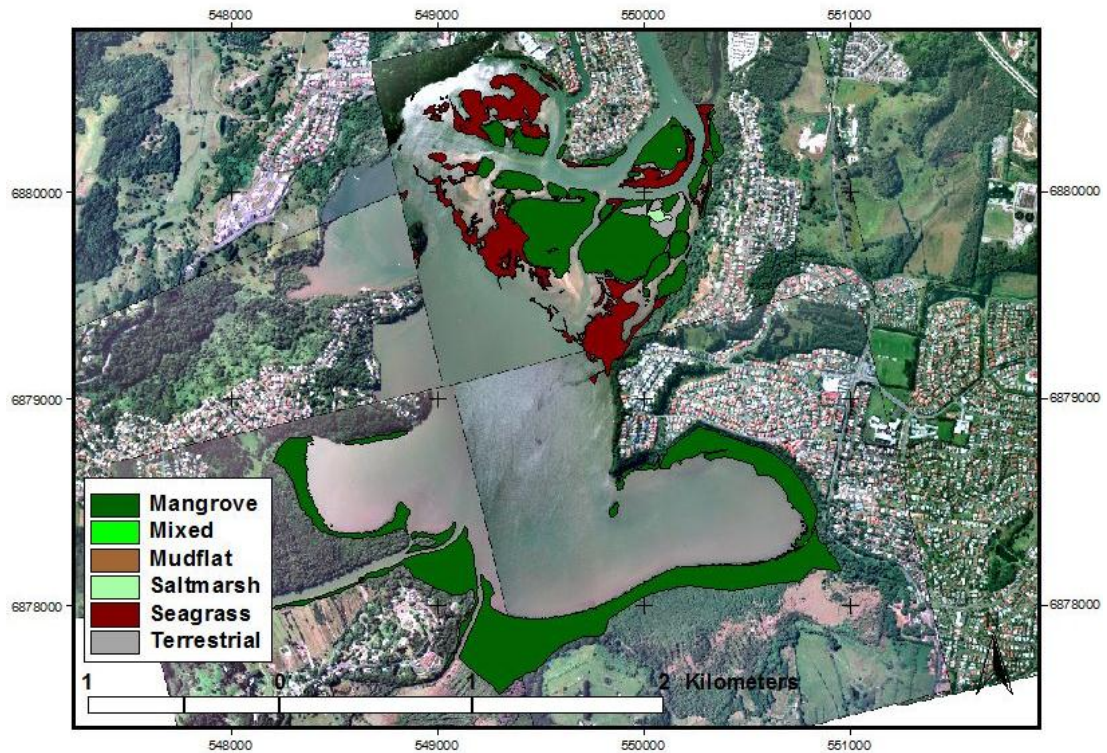 548000 549000 550000 551000
6880000 6880000
6879000 6879000
Mangrove
Mixed
Mudflat
Saltmarsh
Seagrass
Terrestrial
6878000 6878000
1 0 1 2 Kilometers
548000 549000 550000 551000